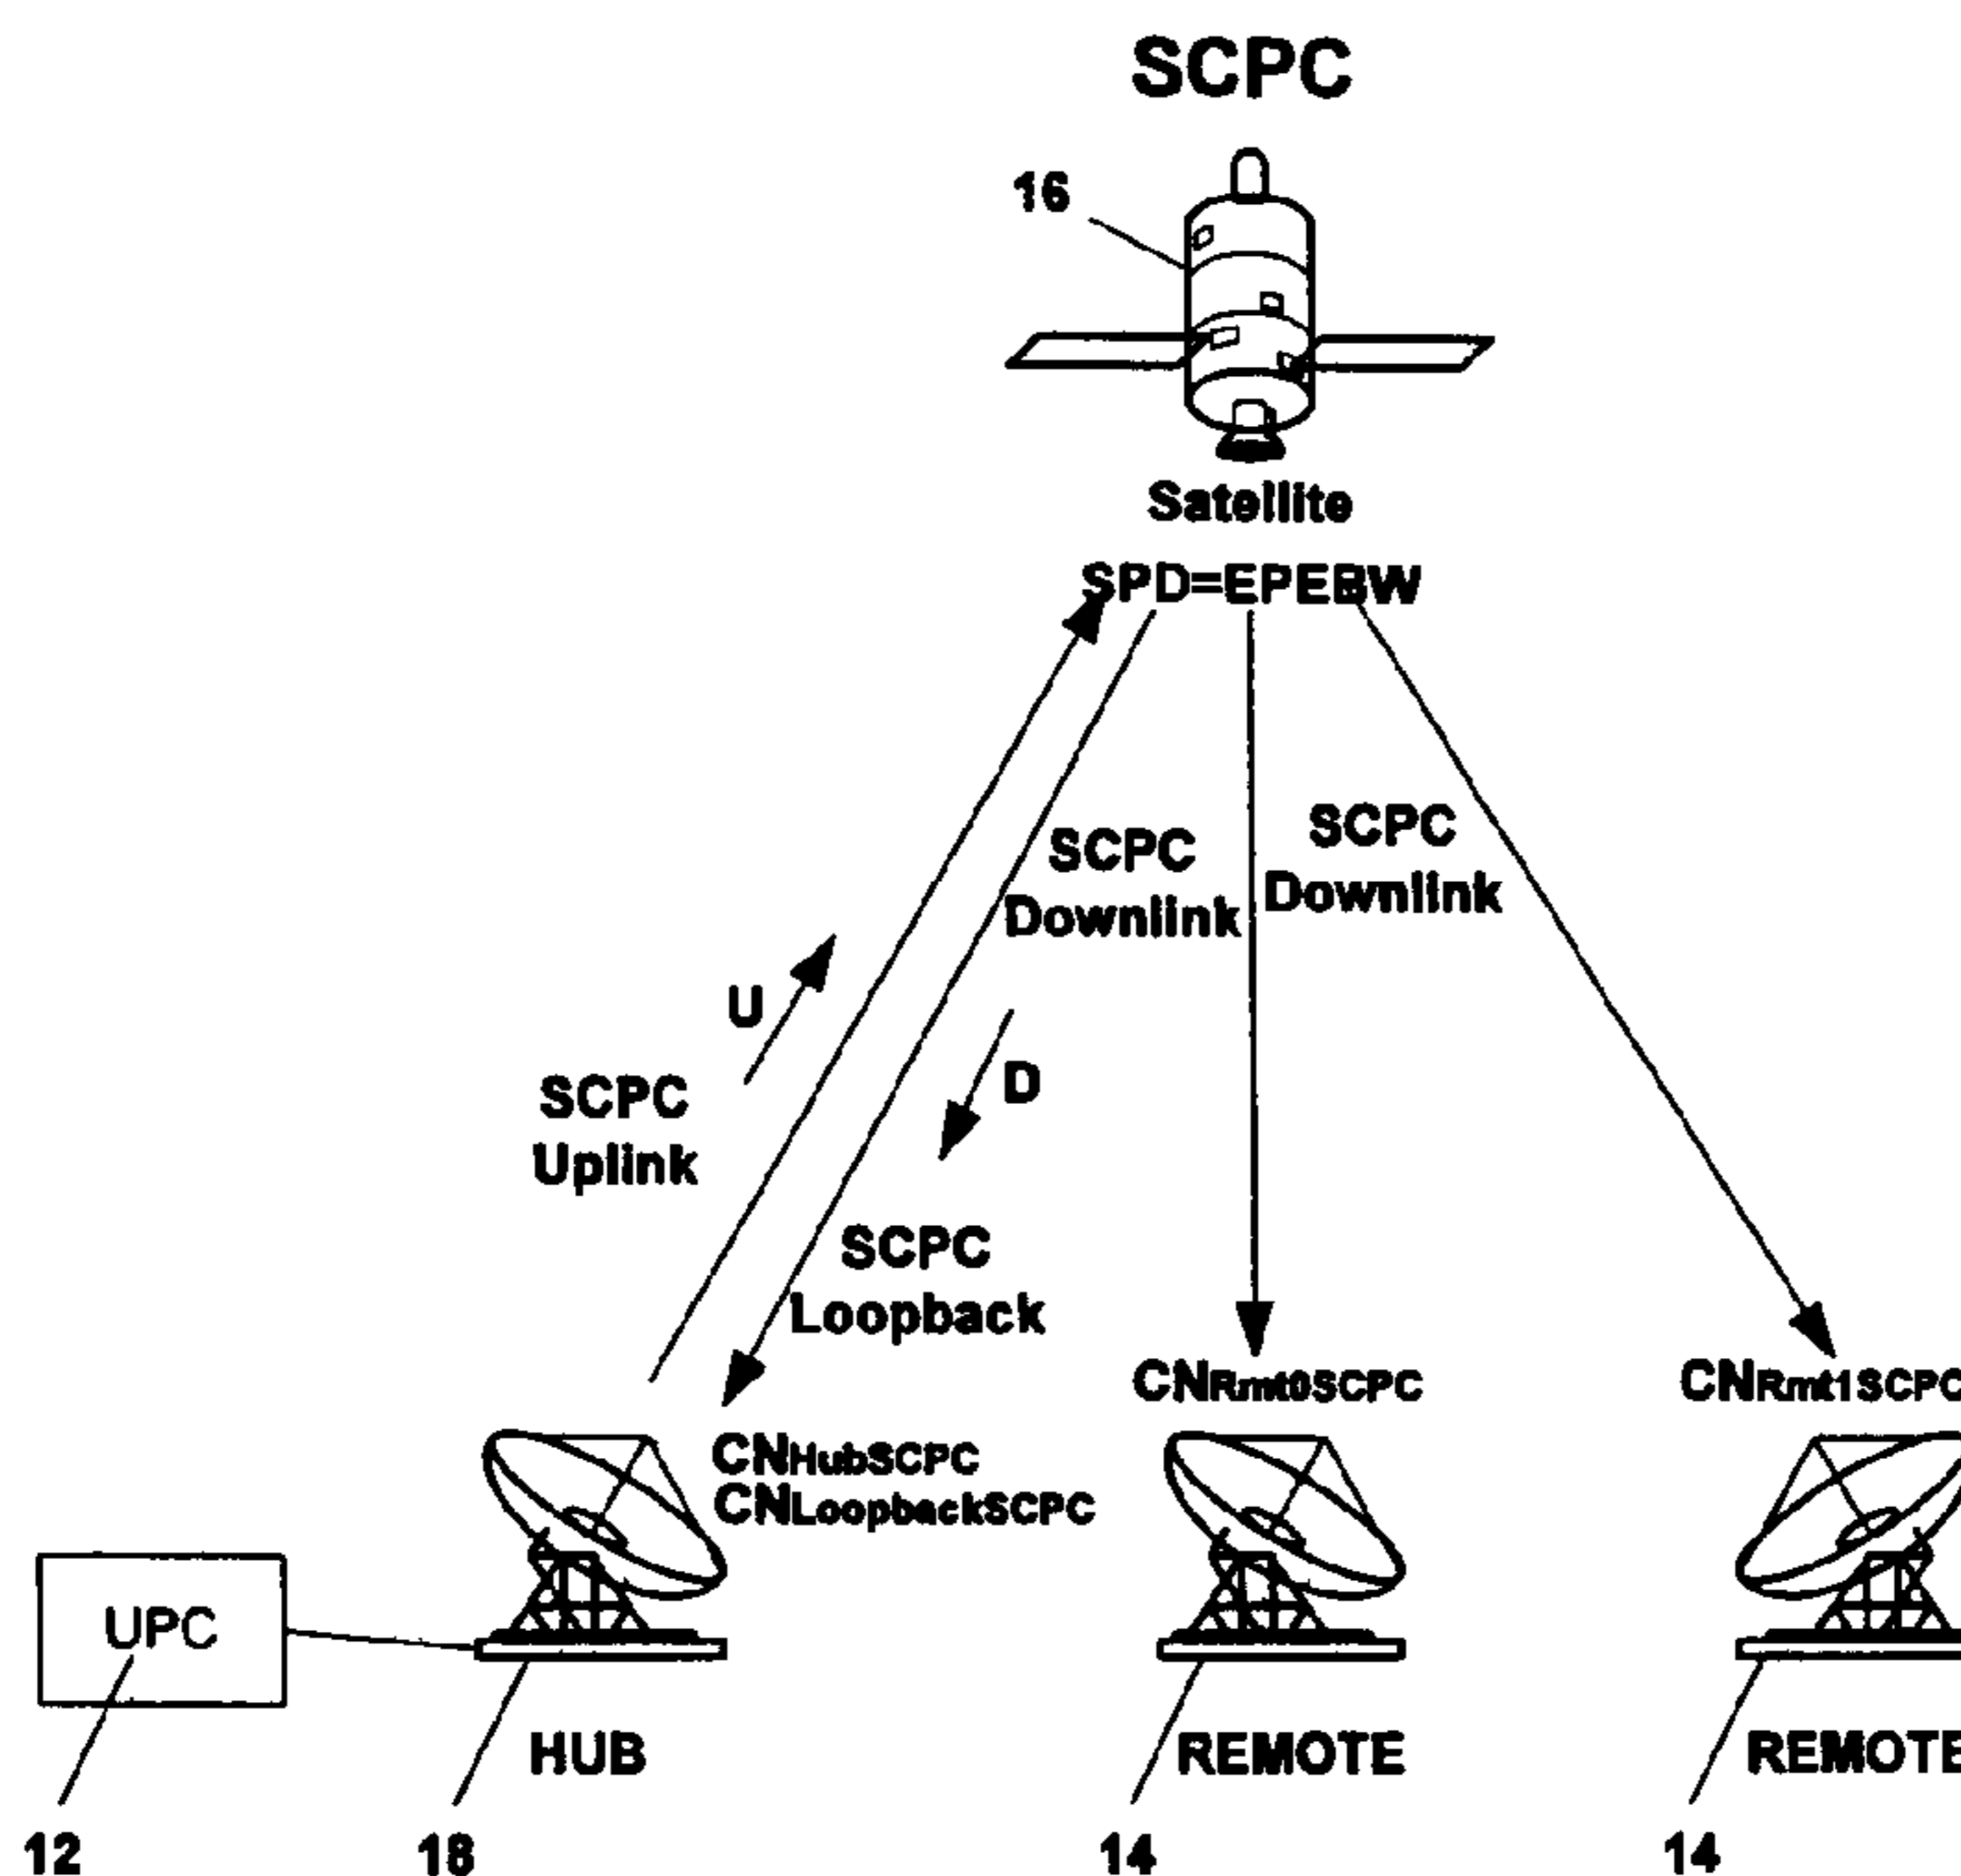 SCPC
16
Satellite
SPD=EPEBW
SCPC
Downlink
SCPC
Downlink
U
D
SCPC
Uplink
SCPC
Loopback
CNRmt0SCPC
CNRmt1SCPC
CNHubSCPC
CNLoopbackSCPC
UPC
HUB
REMOTE
REMOTE
12
18
14
14